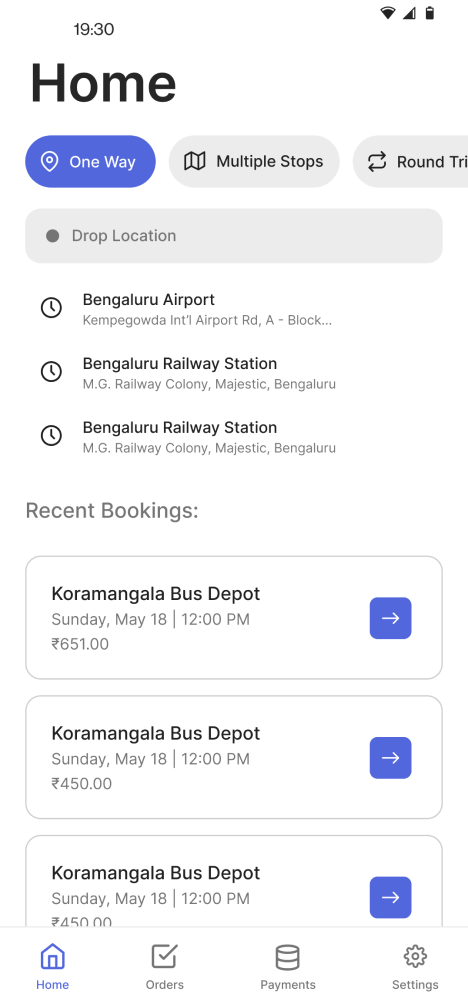 19:30
Home
One Way
Multiple Stops
Round Tri
Drop Location
Bengaluru Airport
Kempegowda Int'l Airport Rd, A - Block...
Bengaluru Railway Station
M.G. Railway Colony, Majestic, Bengaluru
Bengaluru Railway Station
M.G. Railway Colony, Majestic, Bengaluru
Recent Bookings:
Koramangala Bus Depot
Sunday, May 18 | 12:00 PM
₹651.00
Koramangala Bus Depot
Sunday, May 18 | 12:00 PM
₹450.00
Koramangala Bus Depot
Sunday, May 18 | 12:00 PM
₹450.00
Home
Orders
Payments
Settings